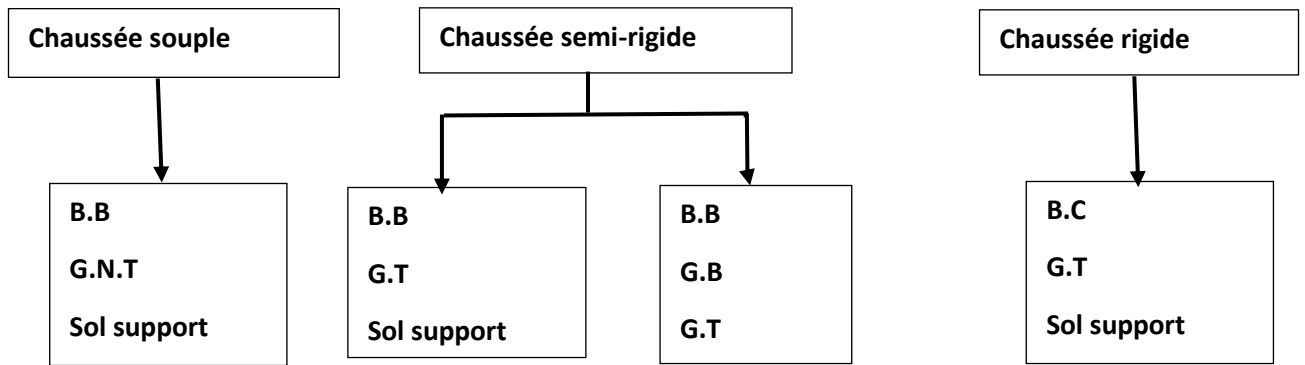 Chaussée souple
Chaussée semi-rigide
Chaussée rigide
B.B
G.N.T
Sol support
B.B
G.T
Sol support
B.B
G.B
G.T
B.C
G.T
Sol support